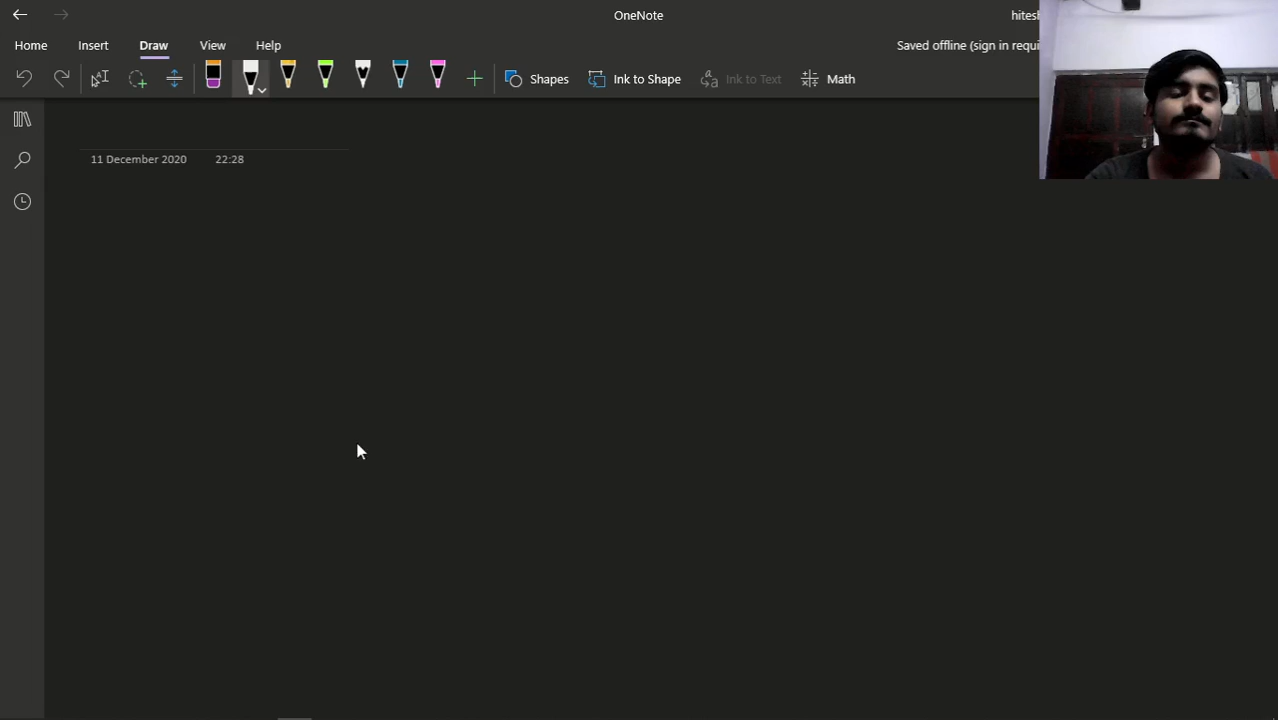 OneNote
hitesh
Home Insert Draw View Help
Saved offline (sign in requi
Shapes Ink to Shape Ink to Text Math
11 December 2020 22:28